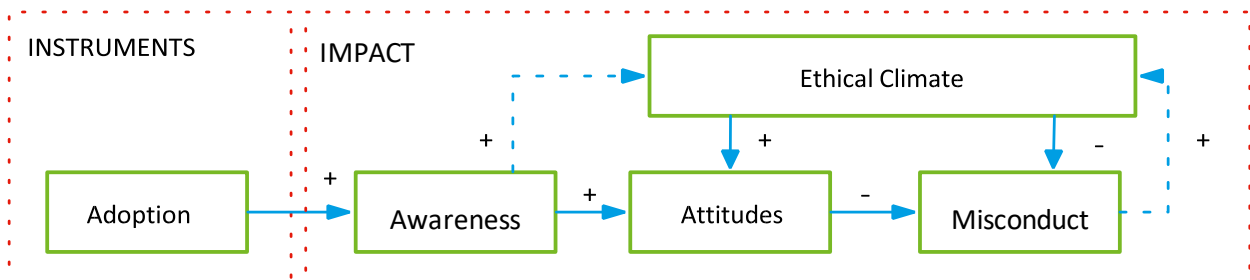 INSTRUMENTS
IMPACT
Ethical Climate
+
+
-
+
+
+
-
Adoption
Awareness
Attitudes
Misconduct